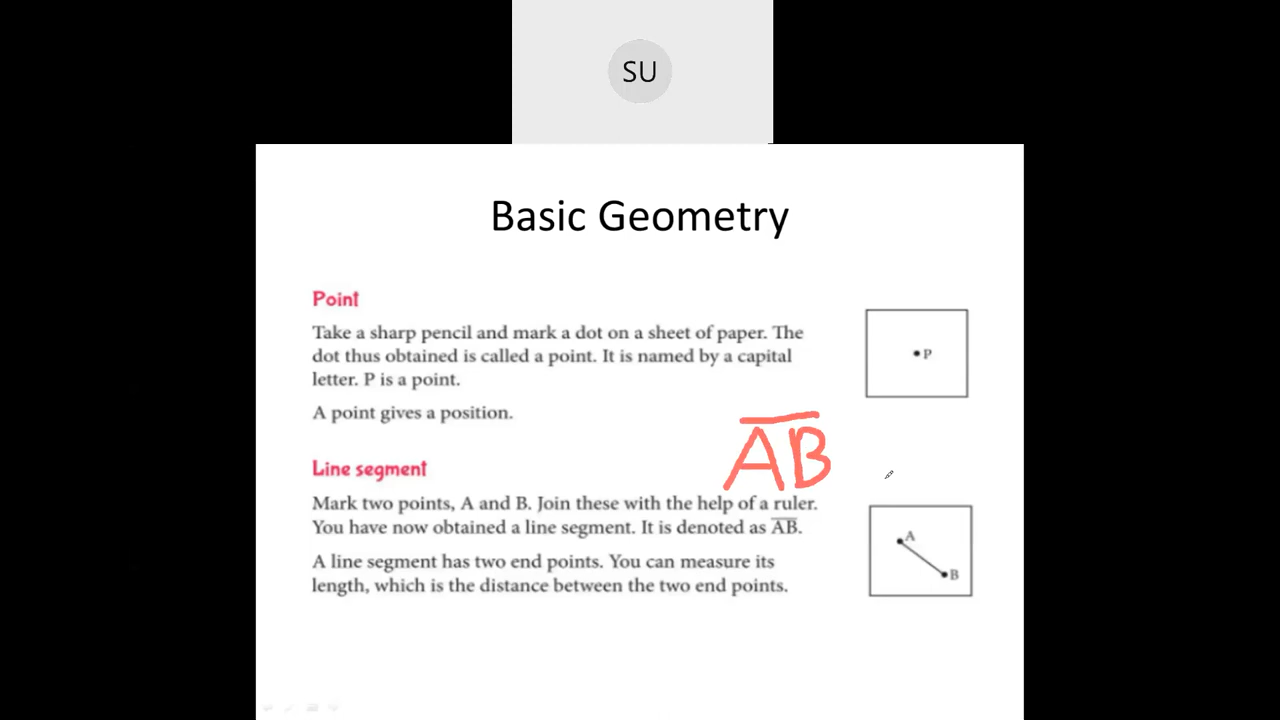 SU
Basic Geometry
Point
Take a sharp pencil and mark a dot on a sheet of paper. The
dot thus obtained is called a point. It is named by a capital
letter. P is a point.
A point gives a position.
P
A̅B̅
Line segment
Mark two points, A and B. Join these with the help of a ruler.
You have now obtained a line segment. It is denoted as A̅B̅.
A line segment has two end points. You can measure its
length, which is the distance between the two end points.
A
B